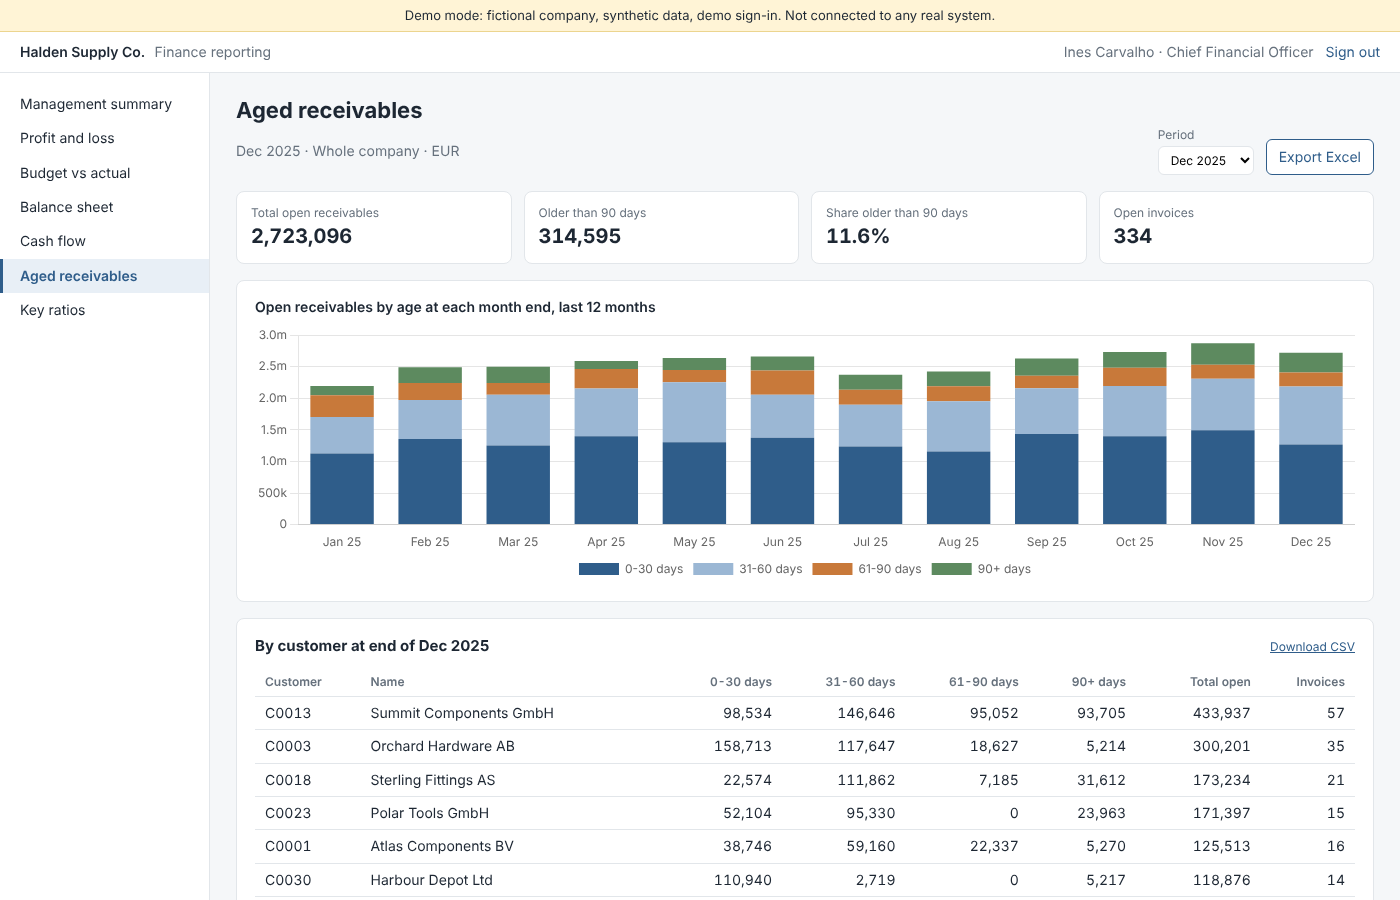 Demo mode: fictional company, synthetic data, demo sign-in. Not connected to any real system.
Halden Supply Co. Finance reporting
Ines Carvalho · Chief Financial Officer Sign out
Management summary
Profit and loss
Budget vs actual
Balance sheet
Cash flow
Aged receivables
Key ratios
Aged receivables
Dec 2025 · Whole company · EUR
Period
Dec 2025
Export Excel
Total open receivables
2,723,096
Older than 90 days
314,595
Share older than 90 days
11.6%
Open invoices
334
Open receivables by age at each month end, last 12 months
3.0m
2.5m
2.0m
1.5m
1.0m
500k
0
Jan 25 Feb 25 Mar 25 Apr 25 May 25 Jun 25 Jul 25 Aug 25 Sep 25 Oct 25 Nov 25 Dec 25
0-30 days 31-60 days 61-90 days 90+ days
By customer at end of Dec 2025
Download CSV
Customer Name 0-30 days 31-60 days 61-90 days 90+ days Total open Invoices
C0013 Summit Components GmbH 98,534 146,646 95,052 93,705 433,937 57
C0003 Orchard Hardware AB 158,713 117,647 18,627 5,214 300,201 35
C0018 Sterling Fittings AS 22,574 111,862 7,185 31,612 173,234 21
C0023 Polar Tools GmbH 52,104 95,330 0 23,963 171,397 15
C0001 Atlas Components BV 38,746 59,160 22,337 5,270 125,513 16
C0030 Harbour Depot Ltd 110,940 2,719 0 5,217 118,876 14